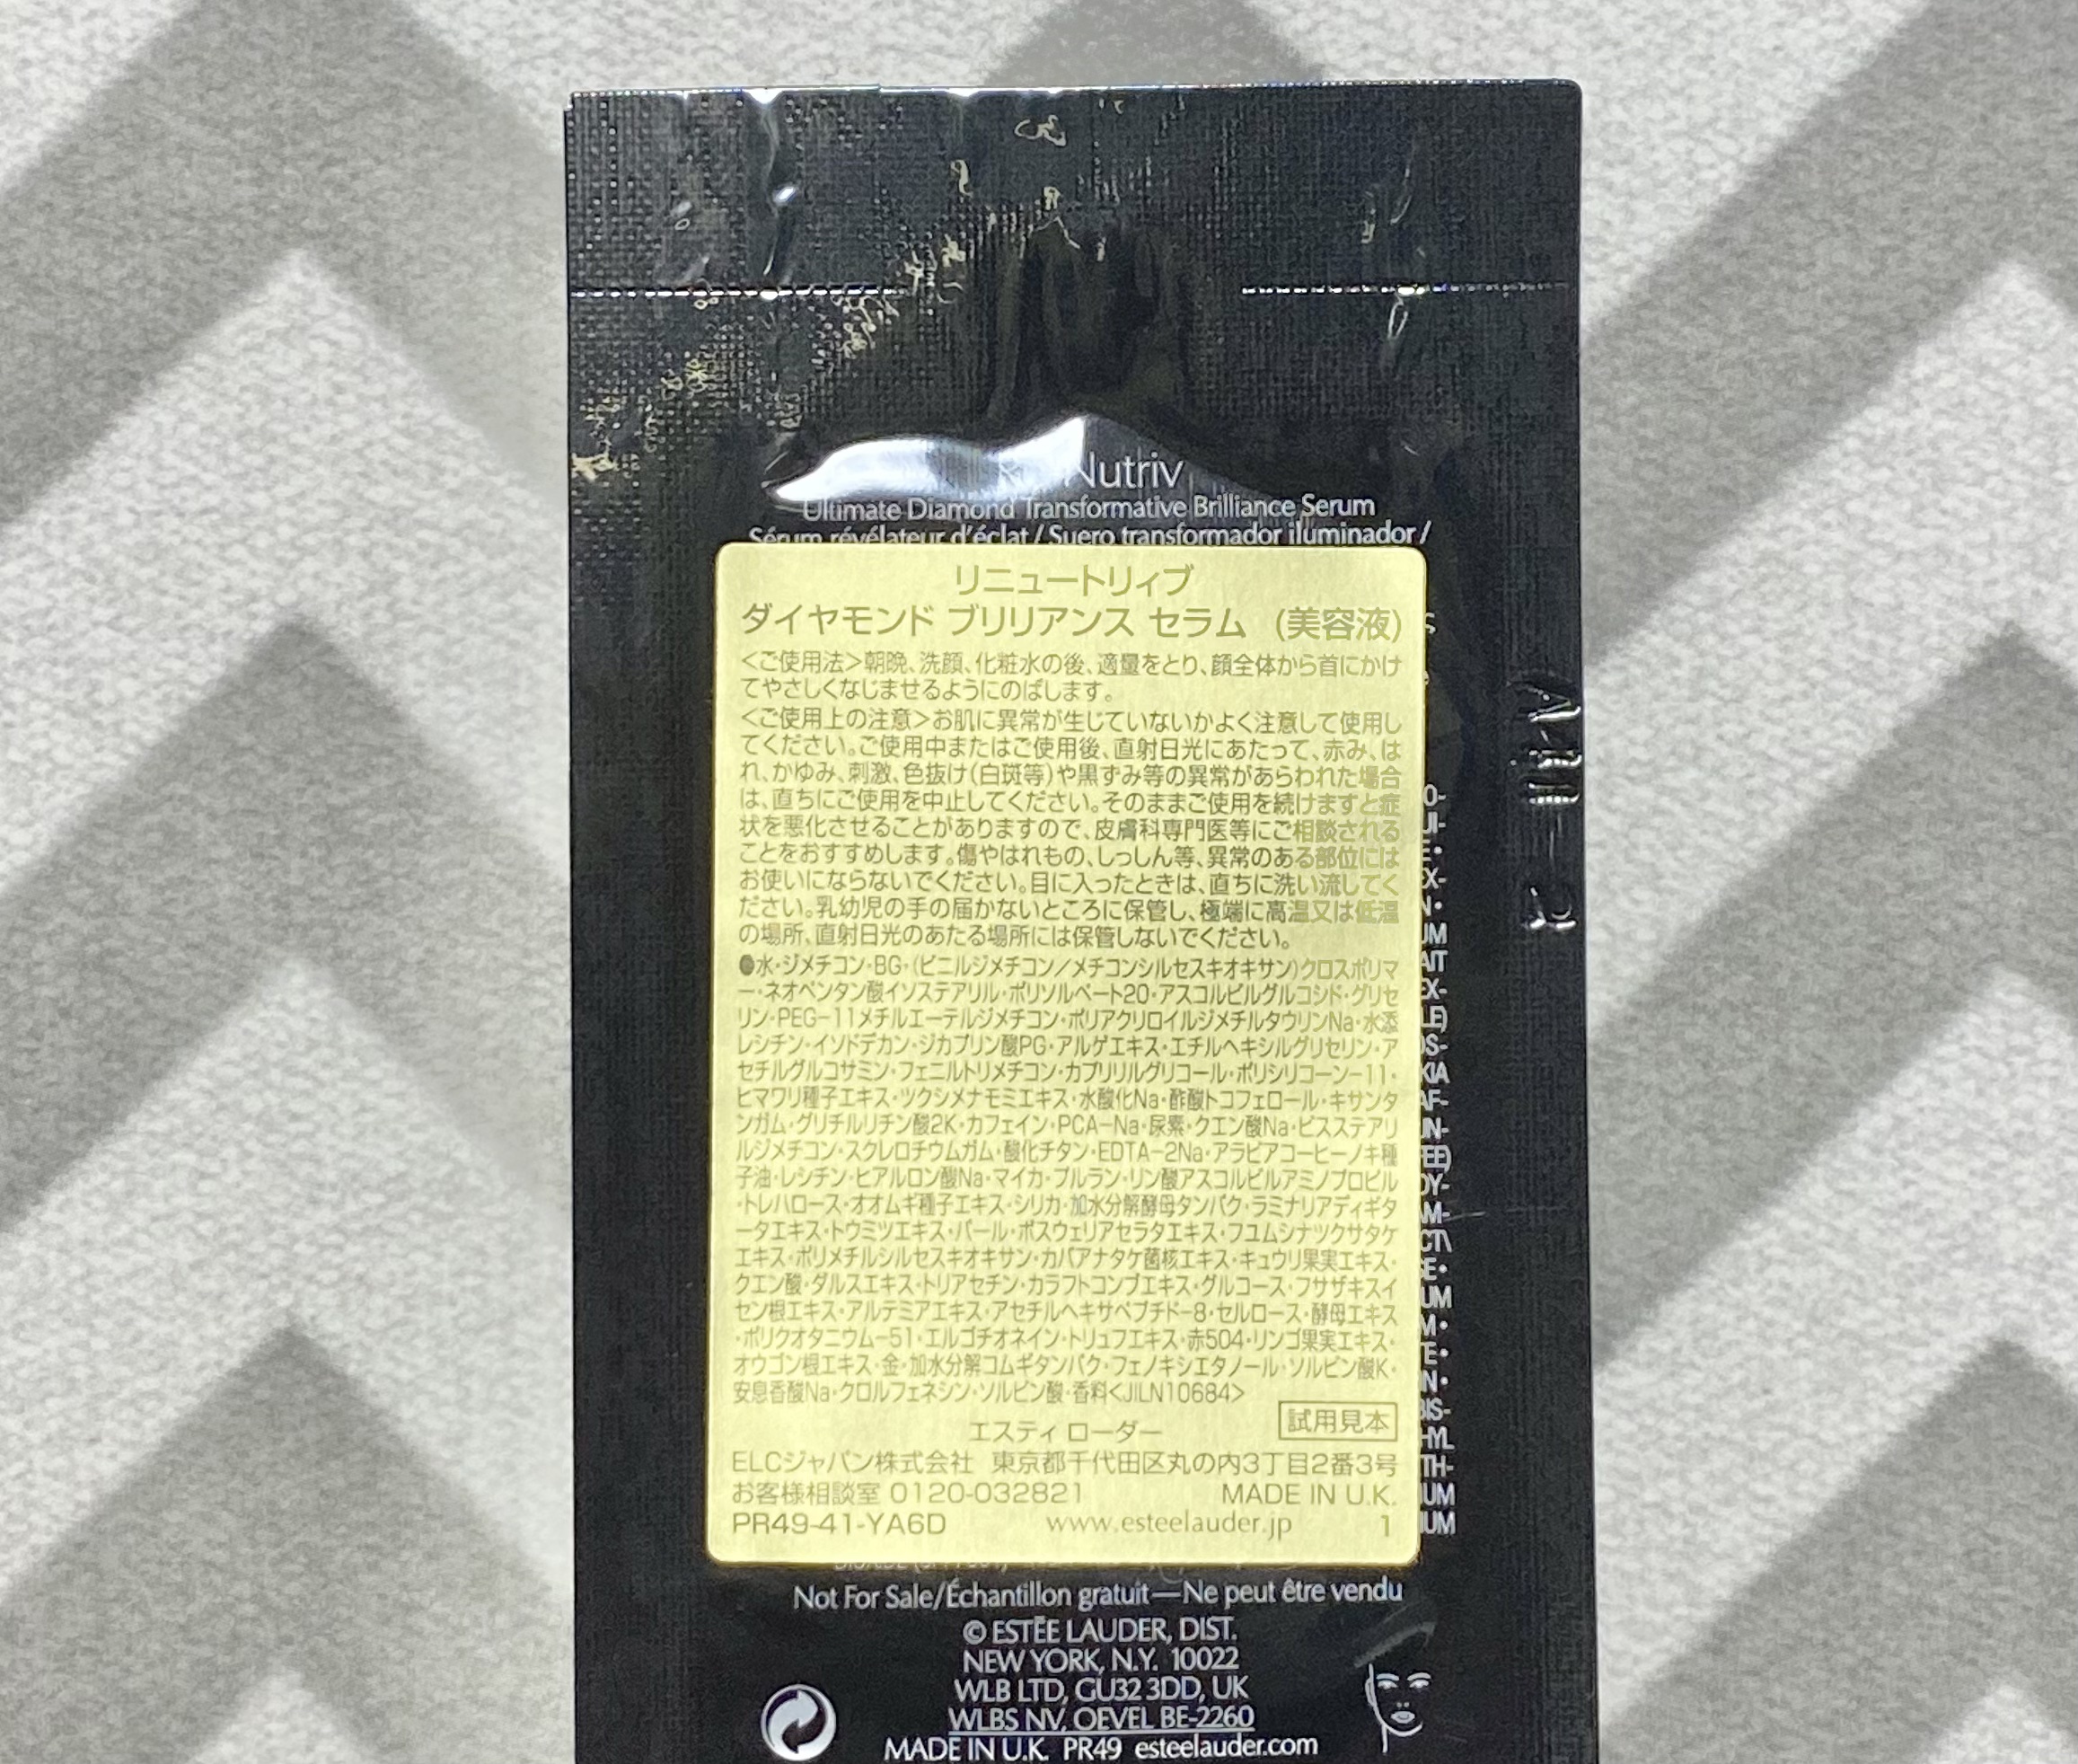 Nutriv
Ultimate Diamond Transformative Brilliance Serum
Sérum révélateur d'éclat / Suero transformador iluminador /
リニュートリィブ
ダイヤモンド ブリリアンス セラム (美容液)
<ご使用法>朝晩、洗顔、化粧水の後、適量をとり、顔全体から首にかけ
てやさしくなじませるようにのばします。
<ご使用上の注意>お肌に異常が生じていないかよく注意して使用し
てください。ご使用中またはご使用後、直射日光にあたって、赤み、は
れ、かゆみ、刺激、色抜け(白斑等)や黒ずみ等の異常があらわれた場合
は、直ちにご使用を中止してください。そのままご使用を続けますと症
状を悪化させることがありますので、皮膚科専門医等にご相談される
ことをおすすめします。傷やはれもの、しっしん等、異常のある部位には
お使いにならないでください。目に入ったときは、直ちに洗い流してく
ださい。乳幼児の手の届かないところに保管し、極端に高温又は低温
の場所、直射日光のあたる場所には保管しないでください。
●水・ジメチコン・BG・(ビニルジメチコン/メチコンシルセスキオキサン)クロスポリマ
ー・ネオペンタン酸イソステアリル・ポリソルベート20・アスコルビルグルコシド・グリセ
リン・PEG-11メチルエーテルジメチコン・ポリアクリロイルジメチルタウリンNa・水添
レシチン・イソドデカン・ジカプリン酸PG・アルゲエキス・エチルヘキシルグリセリン・ア
セチルグルコサミン・フェニルトリメチコン・カプリリルグリコール・ポリシリコーン-11・
ヒマワリ種子エキス・ツクシメナモミエキス・水酸化Na・酢酸トコフェロール・キサンタ
ンガム・グリチルリチン酸2K・カフェイン・PCA-Na・尿素・クエン酸Na・ビスステアリ
ルジメチコン・スクレロチウムガム・酸化チタン・EDTA-2Na・アラビアコーヒーノキ種
子油・レシチン・ヒアルロン酸Na・マイカ・プルラン・リン酸アスコルビルアミノプロピル
・トレハロース・オオムギ種子エキス・シリカ・加水分解酵母タンパク・ラミナリアディギタ
ータエキス・トウミツエキス・パール・ボスウェリアセラタエキス・フユムシナツクサタケ
エキス・ポリメチルシルセスキオキサン・カバアナタケ菌核エキス・キュウリ果実エキス・
クエン酸・ダルスエキス・トリアセチン・カラフトコンブエキス・グルコース・フサザキスイ
セン根エキス・アルテミアエキス・アセチルヘキサペプチド-8・セルロース・酵母エキス
・ポリクオタニウム-51・エルゴチオネイン・トリュフエキス・赤504・リンゴ果実エキス・
オウゴン根エキス・金・加水分解コムギタンパク・フェノキシエタノール・ソルビン酸K・
安息香酸Na・クロルフェネシン・ソルビン酸・香料<JILN10684>
試用見本
エスティ ローダー
ELCジャパン株式会社 東京都千代田区丸の内3丁目2番3号
お客様相談室 0120-032821 MADE IN U.K.
PR49-41-YA6D www.esteelauder.jp 1
Not For Sale/Échantillon gratuit—Ne peut être vendu
© ESTĒE LAUDER, DIST.
NEW YORK, N.Y. 10022
WLB LTD, GU32 3DD, UK
WLBS NV, OEVEL BE-2260
MADE IN U.K. PR49 esteelauder.com